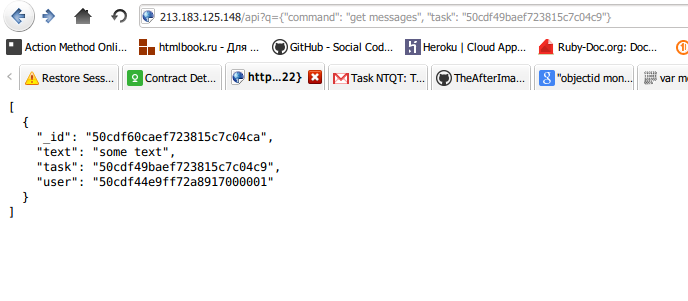 213.183.125.148/api?q={"command": "get messages", "task": "50cdf49baef723815c7c04c9"}
Action Method Onli... htmlbook.ru - Для ... GitHub - Social Cod... Heroku | Cloud App... Ruby-Doc.org: Doc...
Restore Sess... Contract Det... http...22} Task NTQT: T... TheAfterIma... "objectid mon... var me
[
{
"_id": "50cdf60caef723815c7c04ca",
"text": "some text",
"task": "50cdf49baef723815c7c04c9",
"user": "50cdf44e9ff72a8917000001"
}
]